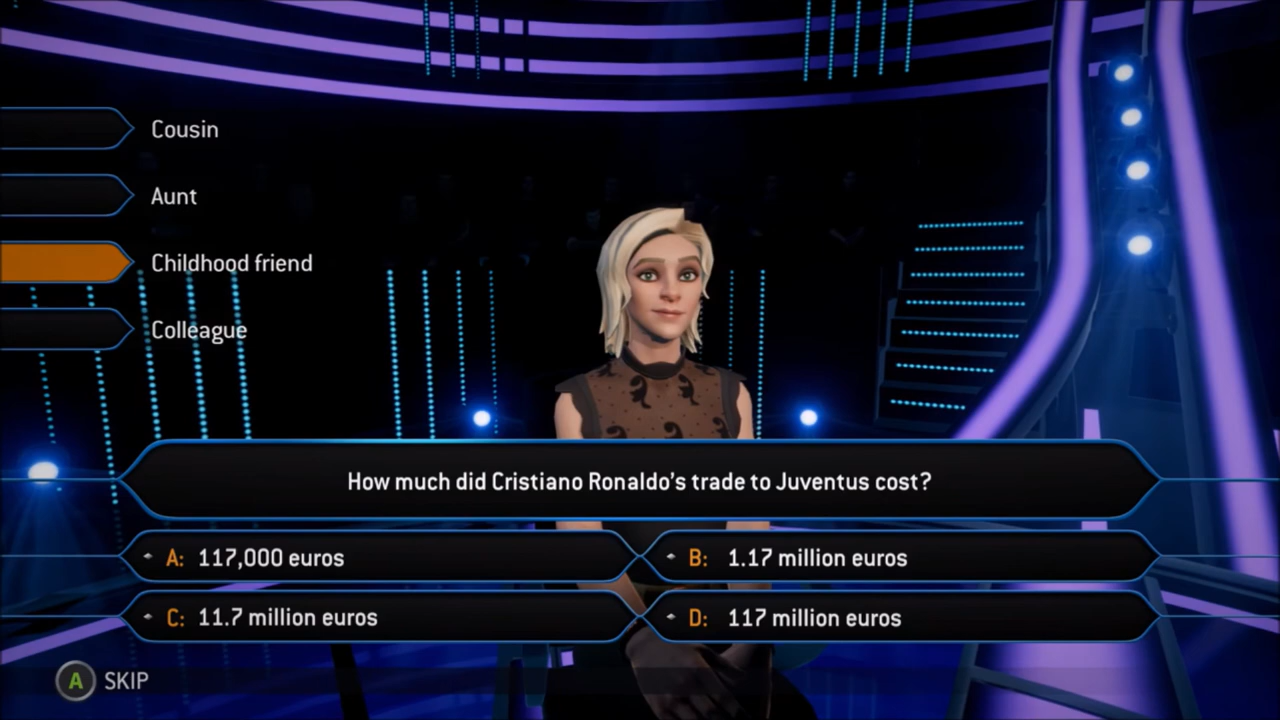 Cousin
Aunt
Childhood friend
Colleague
How much did Cristiano Ronaldo's trade to Juventus cost?
A: 117,000 euros
B: 1.17 million euros
C: 11.7 million euros
D: 117 million euros
A SKIP